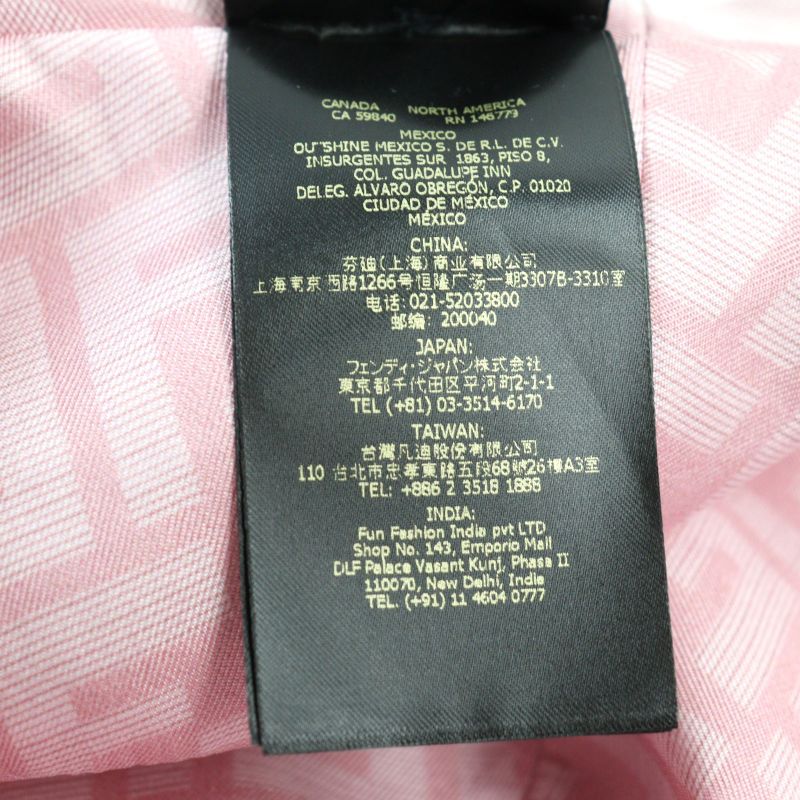 CANADA NORTH AMERICA
CA 59840 RN 146779
MEXICO
OUTSHINE MEXICO S. DE R.L. DE C.V.
INSURGENTES SUR 1863, PISO 8,
COL. GUADALUPE INN
DELEG. ALVARO OBREGÓN, C.P. 01020
CIUDAD DE MÉXICO
MÉXICO
CHINA:
芬迪(上海)商业有限公司
上海南京西路1266号恒隆广场一期3307B-3310室
电话: 021-52033800
邮编: 200040
JAPAN:
フェンディ・ジャパン株式会社
東京都千代田区平河町2-1-1
TEL (+81) 03-3514-6170
TAIWAN:
台灣凡迪股份有限公司
110 台北市忠孝東路五段68號26樓A3室
TEL: +886 2 3518 1888
INDIA:
Fun Fashion India pvt LTD
Shop No. 143, Emporio Mall
DLF Palace Vasant Kunj, Phase II
110070, New Delhi, India
TEL. (+91) 11 4604 0777